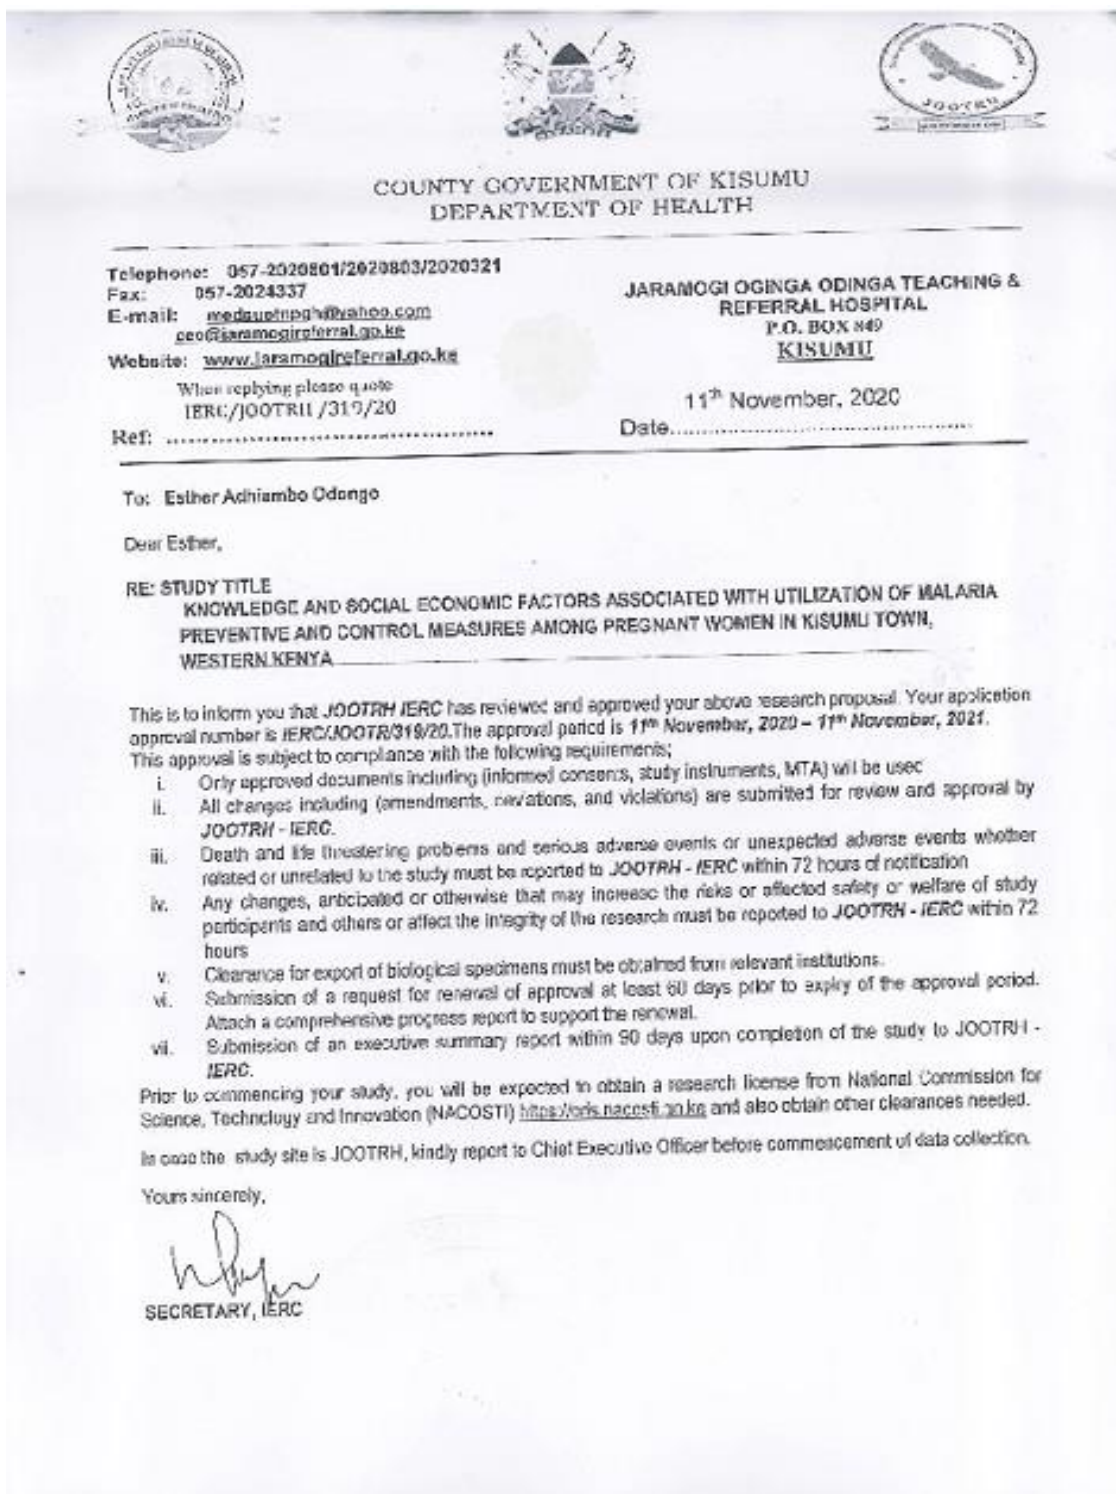 JOOTRH
COUNTY GOVERNMENT OF KISUMU
DEPARTMENT OF HEALTH
Telephone: 057-2020801/2020803/2020321
Fax: 057-2024337
E-mail: medsuptnpgh@yahoo.com
ceo@jaramogireferral.go.ke
Website: www.jaramogireferral.go.ke
When replying please quote
IERC/JOOTRH /319/20
Ref: ..........................................
JARAMOGI OGINGA ODINGA TEACHING &
REFERRAL HOSPITAL
P.O. BOX 849
KISUMU
11th November, 2020
Date..........................................
To: Esther Adhiambo Odongo
Dear Esther,
RE: STUDY TITLE
KNOWLEDGE AND SOCIAL ECONOMIC FACTORS ASSOCIATED WITH UTILIZATION OF MALARIA
PREVENTIVE AND CONTROL MEASURES AMONG PREGNANT WOMEN IN KISUMU TOWN,
WESTERN KENYA
This is to inform you that JOOTRH IERC has reviewed and approved your above research proposal. Your application
approval number is IERC/JOOTR/319/20.The approval period is 11th November, 2020 – 11th November, 2021.
This approval is subject to compliance with the following requirements;
i. Only approved documents including (informed consents, study instruments, MTA) will be used
ii. All changes including (amendments, deviations, and violations) are submitted for review and approval by
JOOTRH - IERC.
iii. Death and life threatening problems and serious adverse events or unexpected adverse events whether
related or unrelated to the study must be reported to JOOTRH - IERC within 72 hours of notification
iv. Any changes, anticipated or otherwise that may increase the risks or affected safety or welfare of study
participants and others or affect the integrity of the research must be reported to JOOTRH - IERC within 72
hours
v. Clearance for export of biological specimens must be obtained from relevant institutions.
vi. Submission of a request for renewal of approval at least 60 days prior to expiry of the approval period.
Attach a comprehensive progress report to support the renewal.
vii. Submission of an executive summary report within 90 days upon completion of the study to JOOTRH -
IERC.
Prior to commencing your study, you will be expected to obtain a research license from National Commission for
Science, Technology and Innovation (NACOSTI) https://oris.nacosti.go.ke and also obtain other clearances needed.
In case the study site is JOOTRH, kindly report to Chief Executive Officer before commencement of data collection.
Yours sincerely,
SECRETARY, IERC